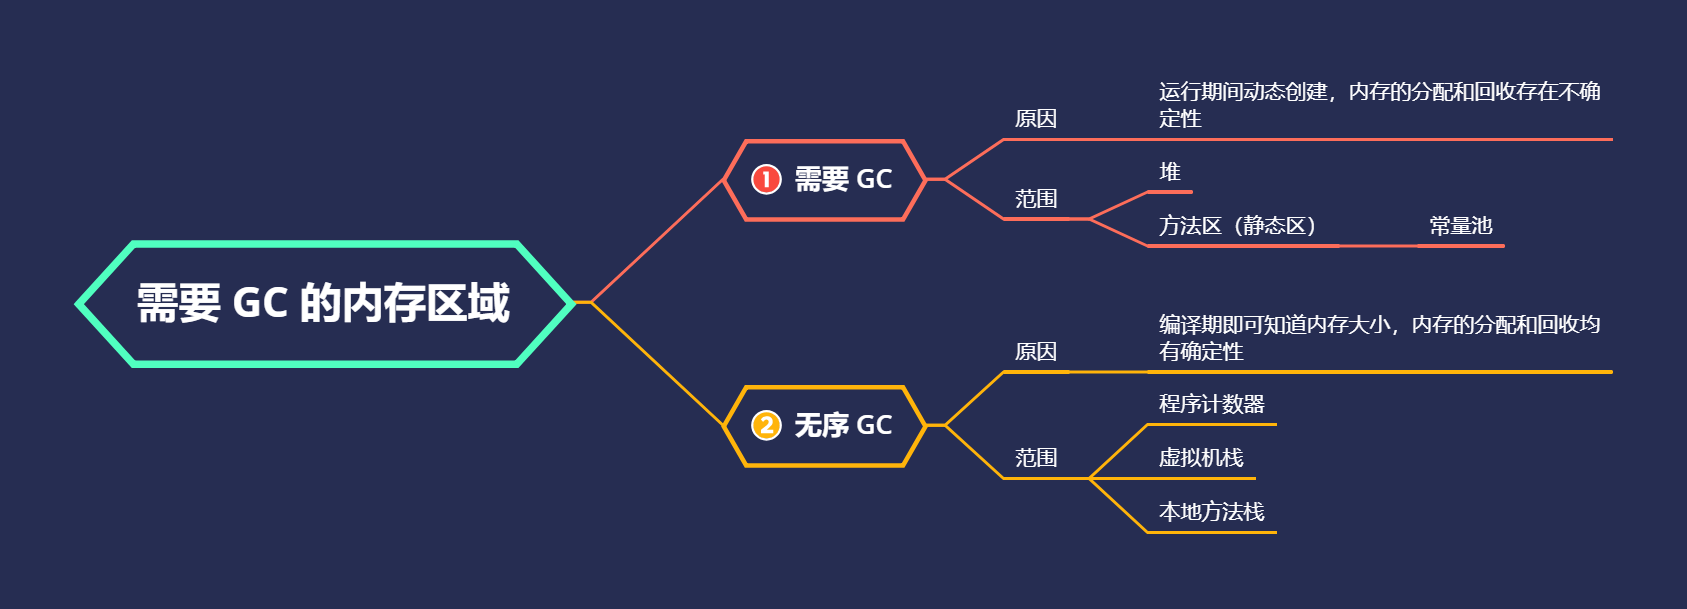 需要 GC 的内存区域
1 需要 GC
原因
运行期间动态创建，内存的分配和回收存在不确
定性
范围
堆
方法区（静态区）
常量池
2 无序 GC
原因
编译期即可知道内存大小，内存的分配和回收均
有确定性
范围
程序计数器
虚拟机栈
本地方法栈